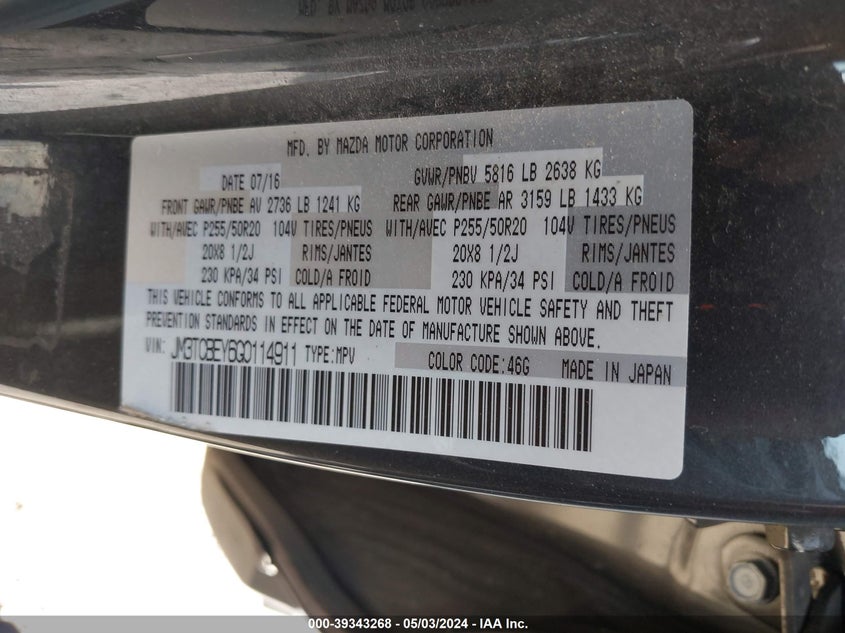 MFD. BY MAZDA MOTOR CORPORATION
DATE 07/16 GVWR/PNBV 5816 LB 2638 KG
FRONT GAWR/PNBE AV 2736 LB 1241 KG REAR GAWR/PNBE AR 3159 LB 1433 KG
WITH/AVEC P255/50R20 104V TIRES/PNEUS WITH/AVEC P255/50R20 104V TIRES/PNEUS
20X8 1/2J RIMS/JANTES 20X8 1/2J RIMS/JANTES
230 KPA/34 PSI COLD/A FROID 230 KPA/34 PSI COLD/A FROID
THIS VEHICLE CONFORMS TO ALL APPLICABLE FEDERAL MOTOR VEHICLE SAFETY AND THEFT
PREVENTION STANDARDS IN EFFECT ON THE DATE OF MANUFACTURE SHOWN ABOVE.
VIN: JM3TCBEY6G0114911 TYPE:MPV COLOR CODE:46G MADE IN JAPAN
000-39343268 - 05/03/2024 - IAA Inc.